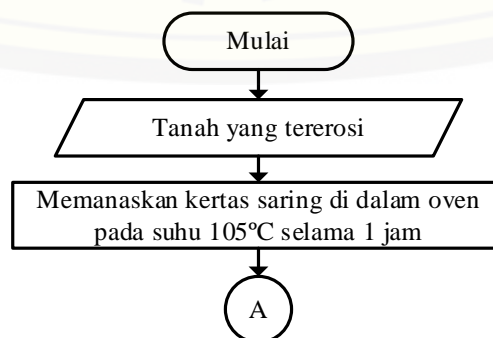 Mulai
Tanah yang tererosi
Memanaskan kertas saring di dalam oven
pada suhu 105ºC selama 1 jam
A